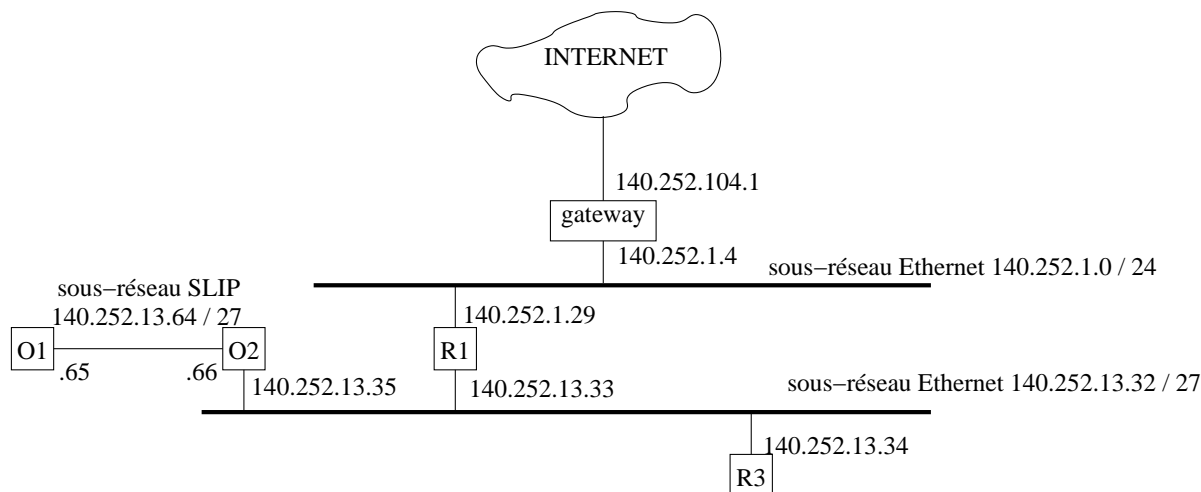 INTERNET
140.252.104.1
gateway
140.252.1.4
sous−réseau Ethernet 140.252.1.0 / 24
sous−réseau SLIP
140.252.13.64 / 27
140.252.1.29
O1
O2
R1
.65
.66
140.252.13.35
140.252.13.33
sous−réseau Ethernet 140.252.13.32 / 27
140.252.13.34
R3